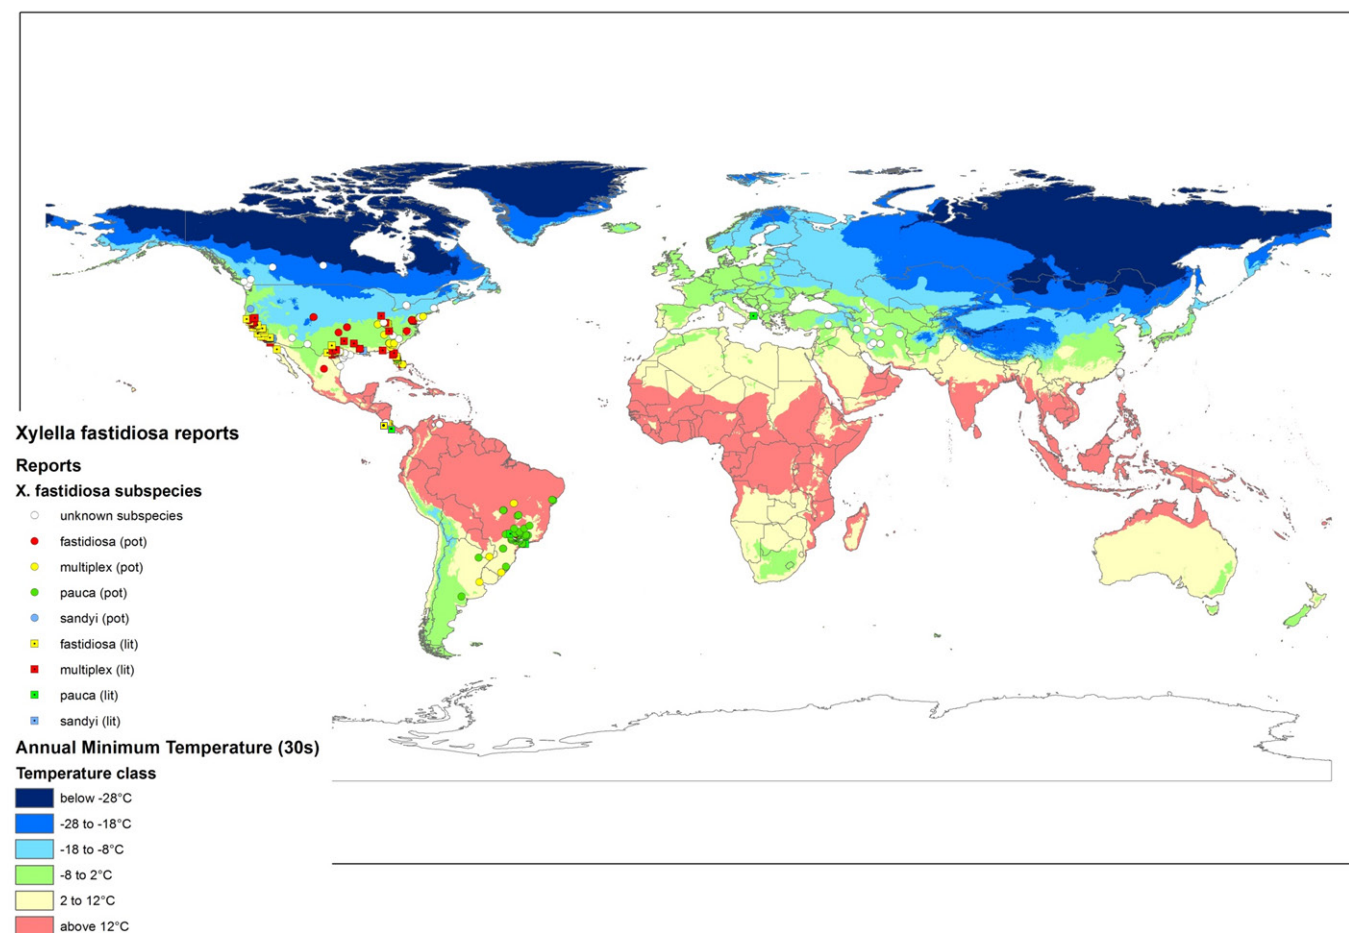 Xylella fastidiosa reports
Reports
X. fastidiosa subspecies
unknown subspecies
fastidiosa (pot)
multiplex (pot)
pauca (pot)
sandyi (pot)
fastidiosa (lit)
multiplex (lit)
pauca (lit)
sandyi (lit)
Annual Minimum Temperature (30s)
Temperature class
below -28°C
-28 to -18°C
-18 to -8°C
-8 to 2°C
2 to 12°C
above 12°C